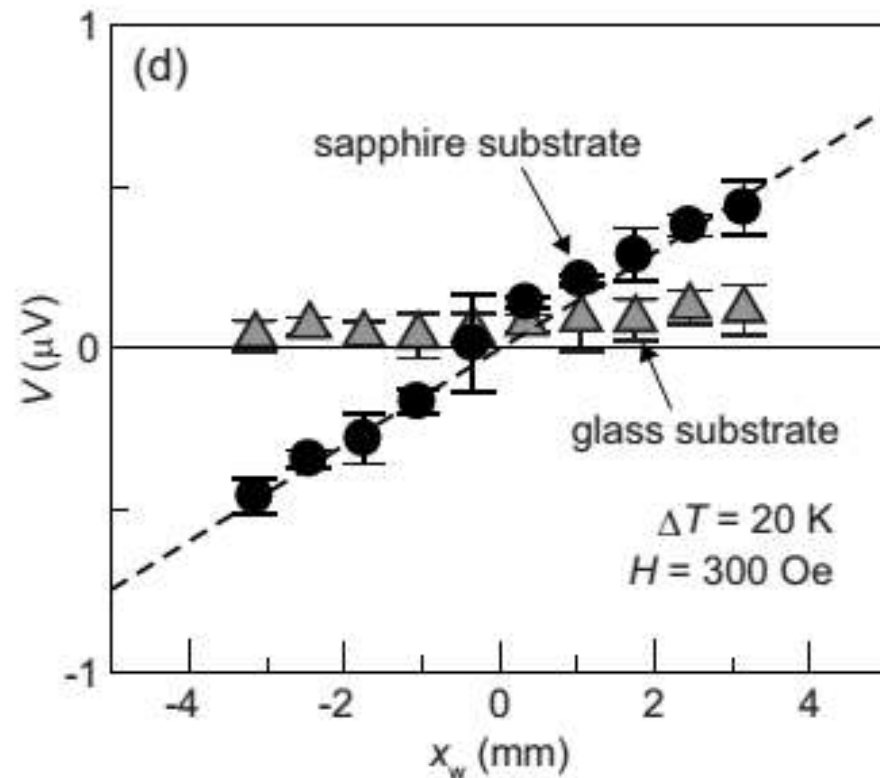 1
(d)
sapphire substrate
V (μV)
0
glass substrate
ΔT = 20 K
H = 300 Oe
-1
-4
-2
0
2
4
x_w (mm)